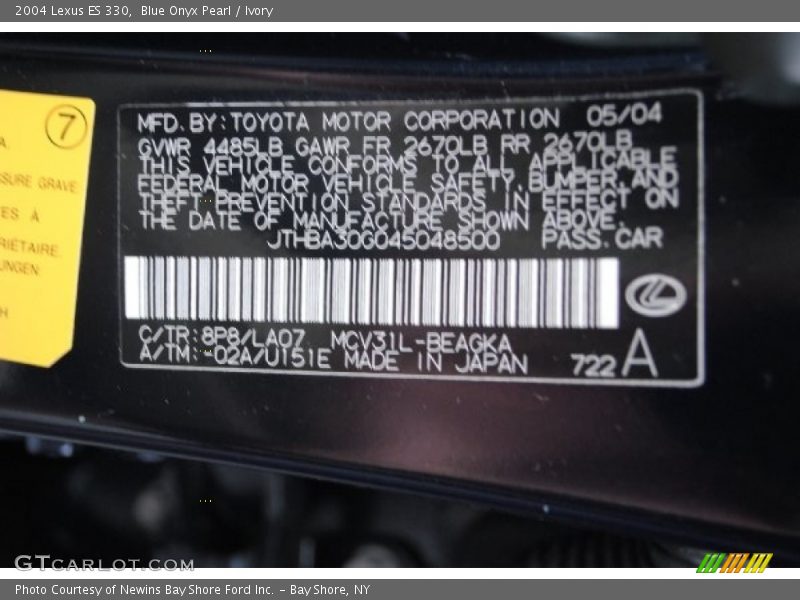 2004 Lexus ES 330, Blue Onyx Pearl / Ivory
7
A
SSURE GRAVE
ES À
RIÉTAIRE.
UNGEN
H
MFD. BY: TOYOTA MOTOR CORPORATION 05/04
GVWR 4485LB GAWR FR 2670LB RR 2670LB
THIS VEHICLE CONFORMS TO ALL APPLICABLE
FEDERAL MOTOR VEHICLE SAFETY, BUMPER, AND
THEFT PREVENTION STANDARDS IN EFFECT ON
THE DATE OF MANUFACTURE SHOWN ABOVE.
JTHBA30G045048500 PASS. CAR
C/TR: 8P8/LA07 MCV31L-BEAGKA
A/TM: -02A/U151E MADE IN JAPAN 722 A
GTCARLOT.COM
Photo Courtesy of Newins Bay Shore Ford Inc. - Bay Shore, NY